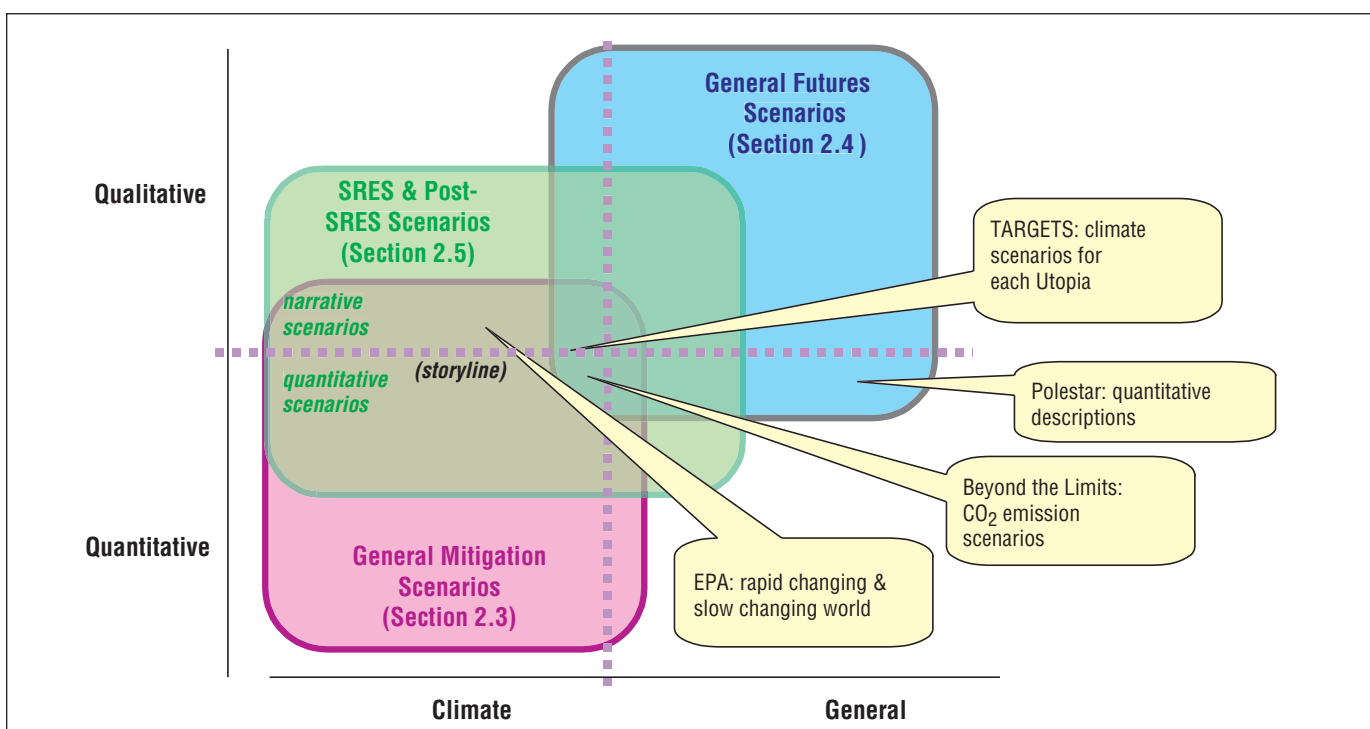 General Futures
Scenarios
(Section 2.4)
Qualitative
SRES & Post-
SRES Scenarios
(Section 2.5)
TARGETS: climate
scenarios for
each Utopia
narrative
scenarios
(storyline)
quantitative
scenarios
Polestar: quantitative
descriptions
Beyond the Limits:
CO2 emission
scenarios
Quantitative
General Mitigation
Scenarios
(Section 2.3)
EPA: rapid changing &
slow changing world
Climate
General